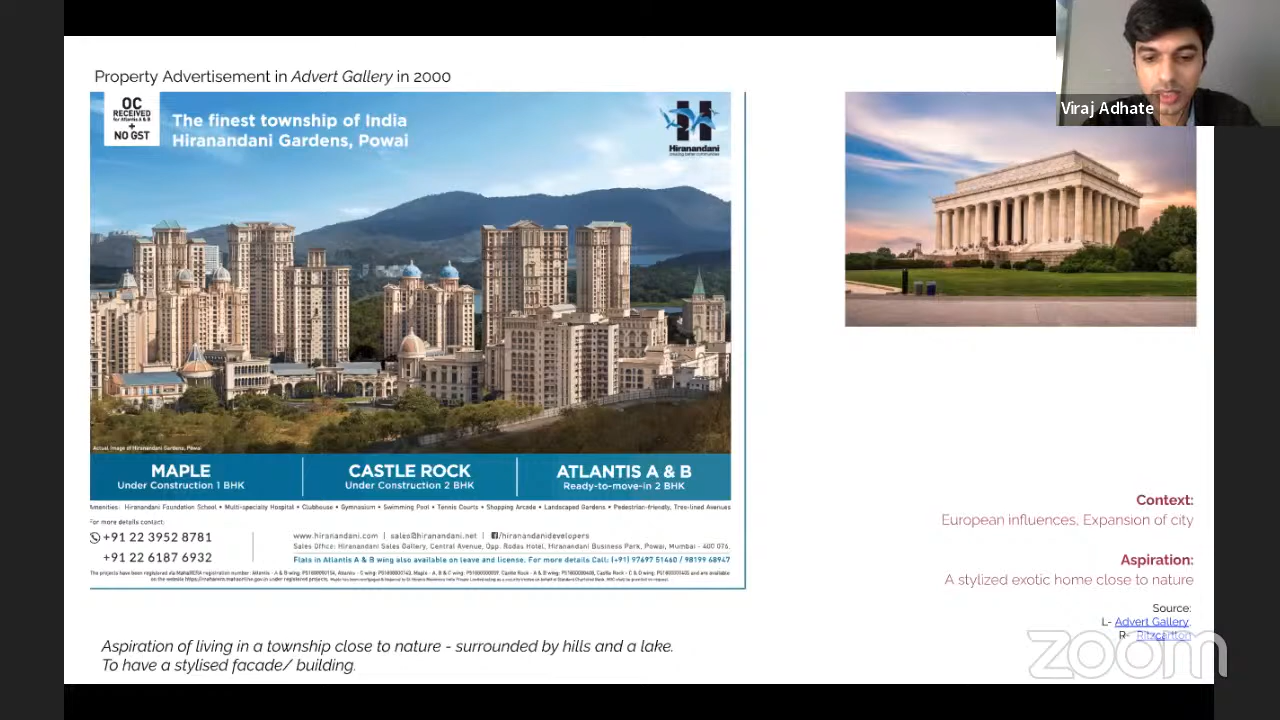 Property Advertisement in Advert Gallery in 2000
OC
RECEIVED
for Atlantis A & B
+
NO GST
The finest township of India
Hiranandani Gardens, Powai
Hiranandani
creating better communities
Viraj Adhate
Actual image of Hiranandani Gardens, Powai
MAPLE
Under Construction 1 BHK
CASTLE ROCK
Under Construction 2 BHK
ATLANTIS A & B
Ready-to-move-in 2 BHK
Amenities: Hiranandani Foundation School • Multi-specialty Hospital • Clubhouse • Gymnasium • Swimming Pool • Tennis Courts • Shopping Arcade • Landscaped Gardens • Pedestrian-friendly, Tree-lined Avenues
For more details contact:
+91 22 3952 8781
+91 22 6187 6932
www.hiranandani.com | sales@hiranandani.net | /hiranandanidevelopers
Sales Office: Hiranandani Sales Gallery, Central Avenue, Opp. Rodas Hotel, Hiranandani Business Park, Powai, Mumbai - 400 076.
Flats in Atlantis A & B wing also available on leave and license. For more details Call: (+91) 97697 51460 / 98199 68947
Context:
European influences, Expansion of city
Aspiration:
A stylized exotic home close to nature
Source:
L- Advert Gallery,
R- Ritzcarlton
Aspiration of living in a township close to nature - surrounded by hills and a lake.
To have a stylised facade/ building.
zoom